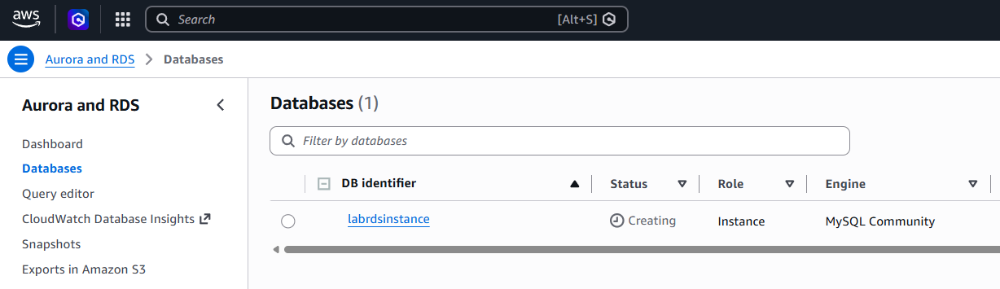 aws
Search [Alt+S]
Aurora and RDS > Databases
Aurora and RDS
Dashboard
Databases
Query editor
CloudWatch Database Insights
Snapshots
Exports in Amazon S3
Databases (1)
Filter by databases
DB identifier Status Role Engine
labrdsinstance Creating Instance MySQL Community